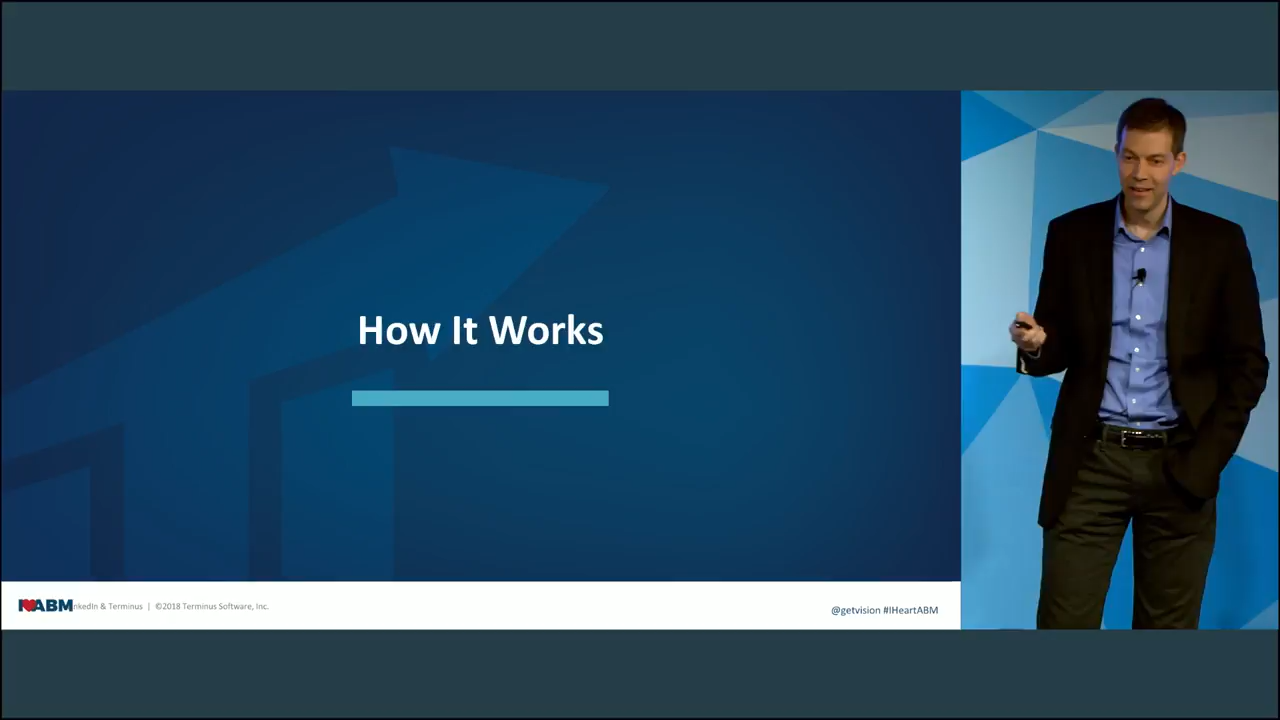 How It Works
I ABM nkedIn & Terminus | ©2018 Terminus Software, Inc.
@getvision #IHeartABM